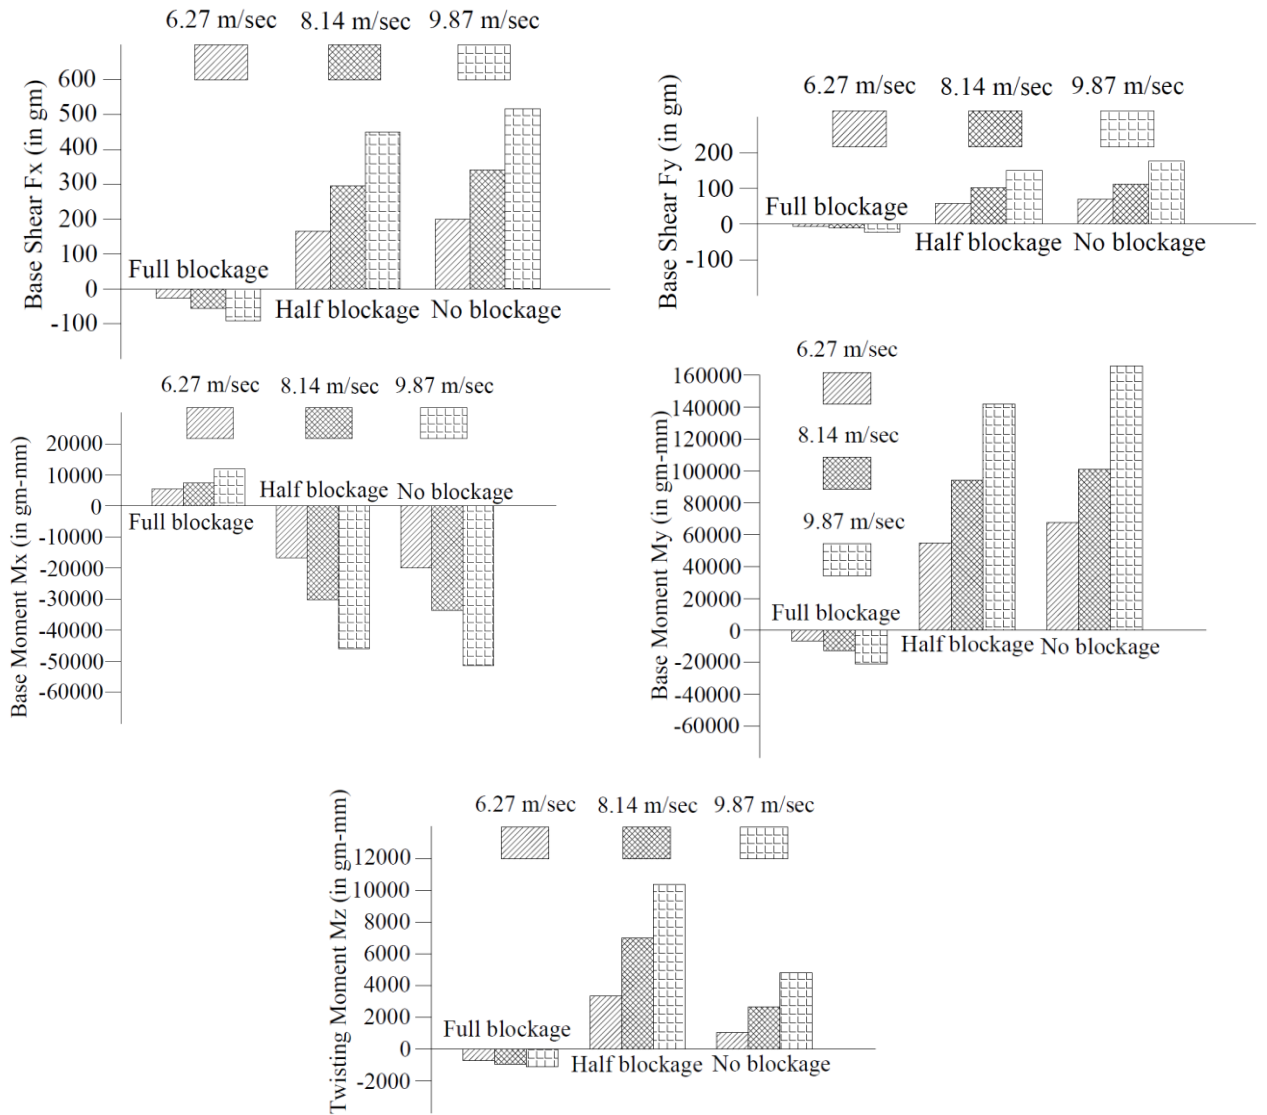 6.27 m/sec 8.14 m/sec 9.87 m/sec
Base Shear Fx (in gm)
600
500
400
300
200
100
0
-100
Full blockage
Half blockage No blockage
6.27 m/sec 8.14 m/sec 9.87 m/sec
Base Shear Fy (in gm)
200
100
0
-100
Full blockage
Half blockage No blockage
6.27 m/sec 8.14 m/sec 9.87 m/sec
Base Moment Mx (in gm-mm)
20000
10000
0
-10000
-20000
-30000
-40000
-50000
-60000
Half blockage No blockage
Full blockage
6.27 m/sec
8.14 m/sec
9.87 m/sec
Base Moment My (in gm-mm)
160000
140000
120000
100000
80000
60000
40000
20000
0
-20000
-40000
-60000
Full blockage
Half blockage No blockage
6.27 m/sec 8.14 m/sec 9.87 m/sec
Twisting Moment Mz (in gm-mm)
12000
10000
8000
6000
4000
2000
0
-2000
Full blockage
Half blockage No blockage